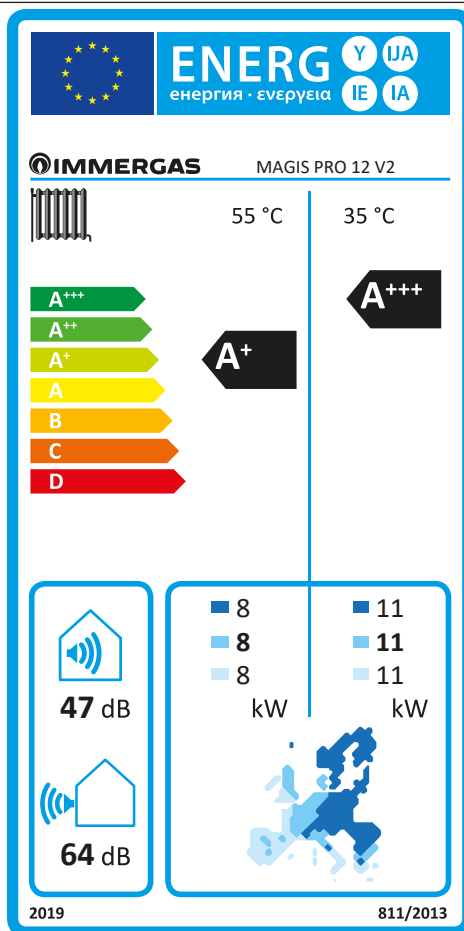 ENERG Y IJA
енергия · ενεργεια IE IA
IMMERGAS MAGIS PRO 12 V2
55 °C 35 °C
A+++
A+++
A++
A+
A+
A
B
C
D
8 11
8 11
8 11
kW kW
47 dB
64 dB
2019 811/2013